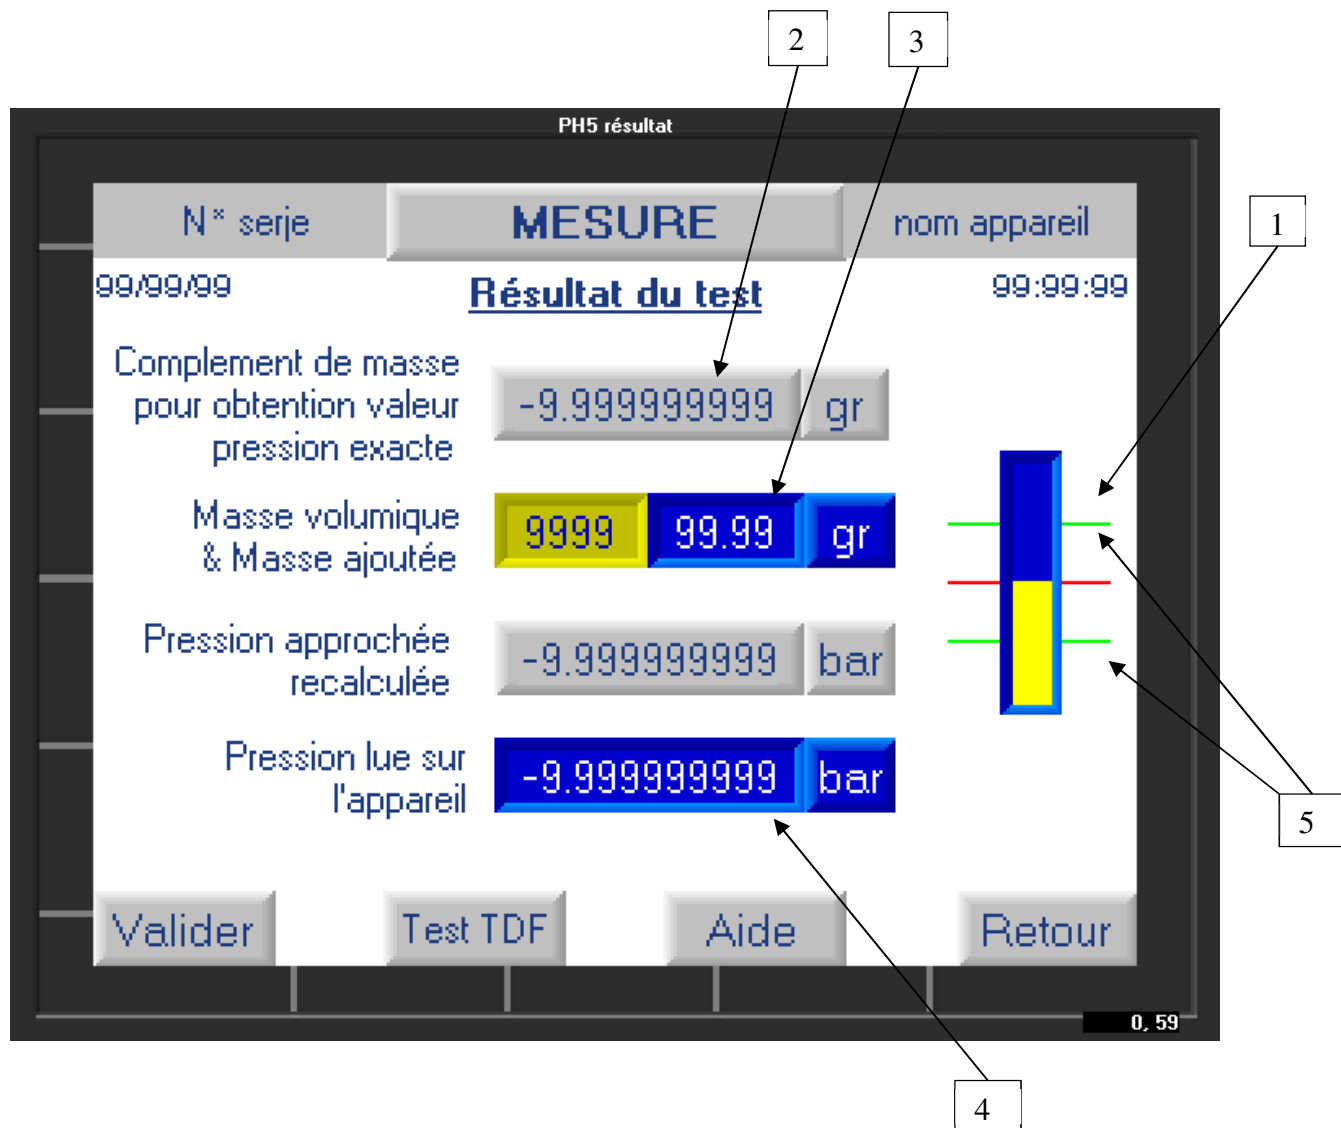 2
3
PH5 résultat
N* serje
MESURE
nom appareil
1
99/99/99
Résultat du test
99:99:99
Complement de masse
pour obtention valeur
pression exacte
-9.999999999
gr
Masse volumique
& Masse ajoutée
9999
99.99
gr
Pression approchée
recalculée
-9.999999999
bar
Pression lue sur
l'appareil
-9.999999999
bar
5
Valider
Test TDF
Aide
Retour
0, 59
4